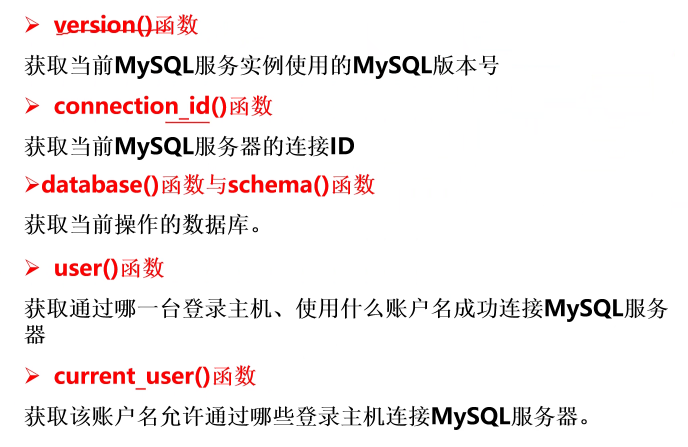 ➢ version()函数
获取当前MySQL服务实例使用的MySQL版本号
➢ connection_id()函数
获取当前MySQL服务器的连接ID
➢database()函数与schema()函数
获取当前操作的数据库。
➢ user()函数
获取通过哪一台登录主机、使用什么账户名成功连接MySQL服务
器
➢ current_user()函数
获取该账户名允许通过哪些登录主机连接MySQL服务器。